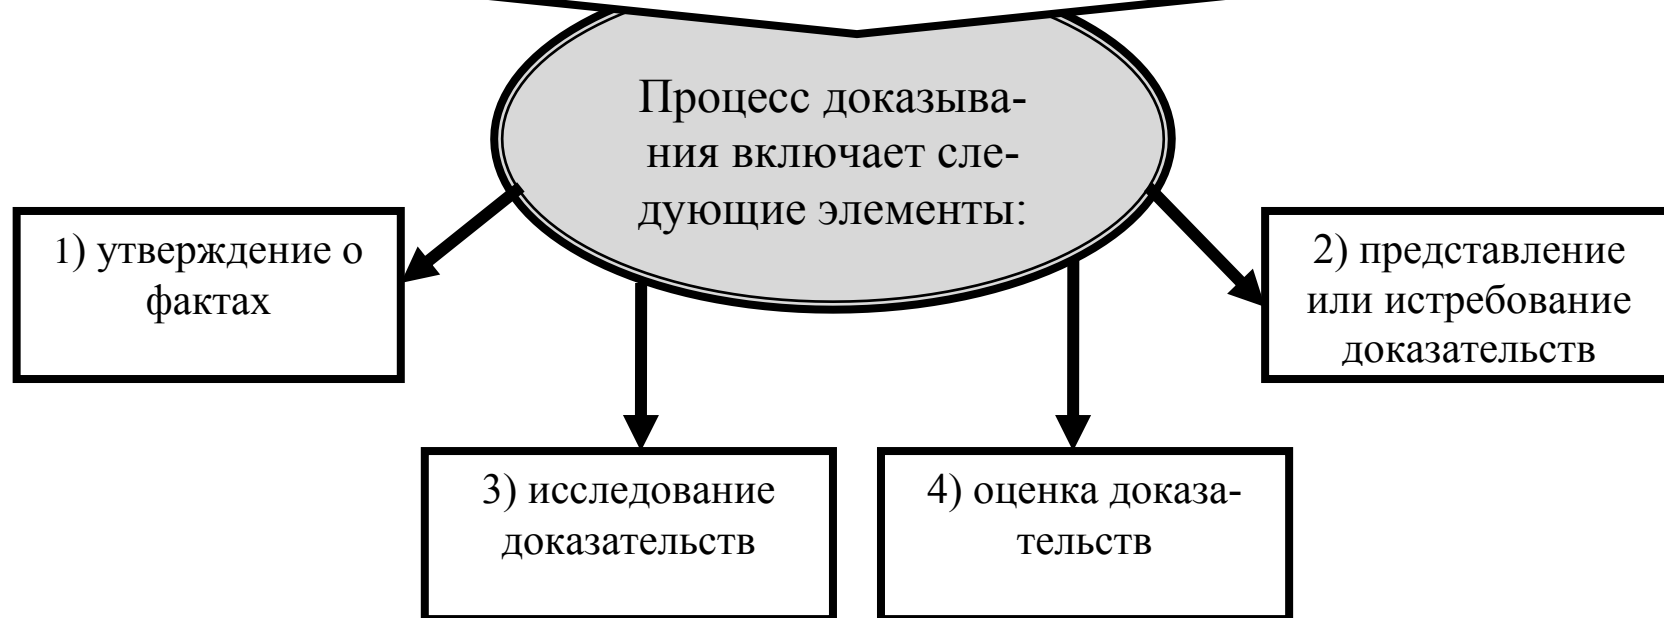 Процесс доказыва-
ния включает сле-
дующие элементы:
1) утверждение о
фактах
2) представление
или истребование
доказательств
3) исследование
доказательств
4) оценка доказа-
тельств